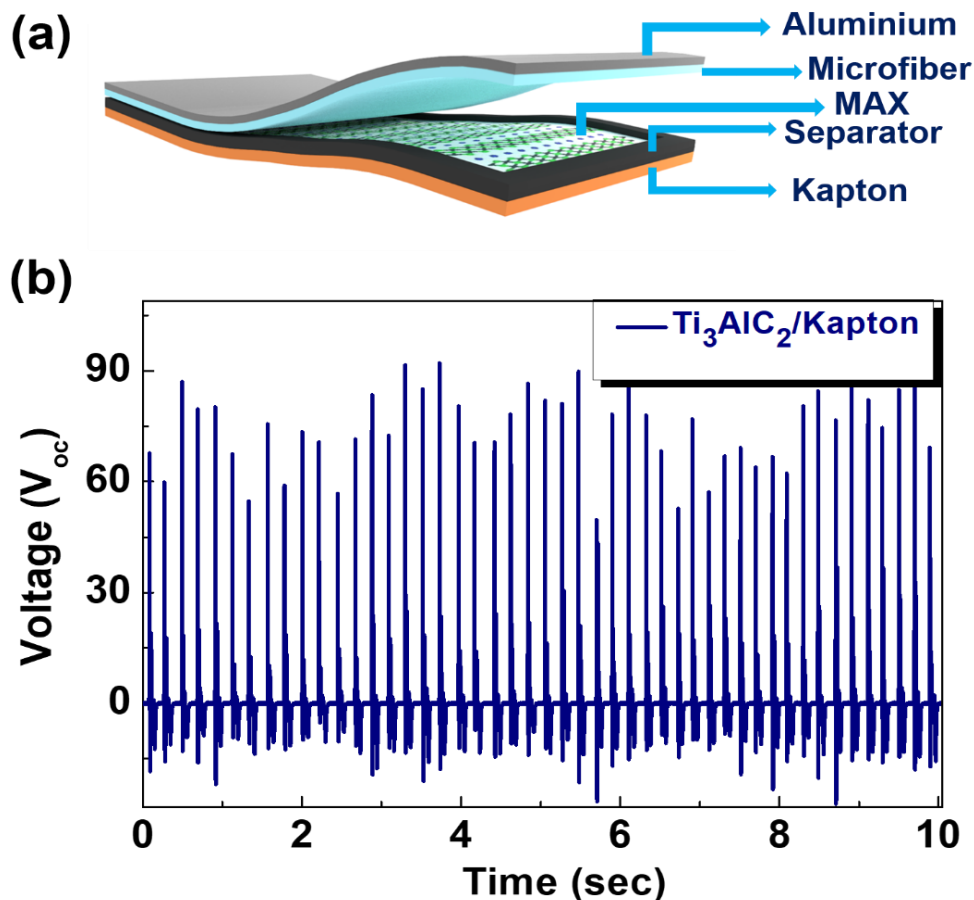 (a)
Aluminium
Microfiber
MAX
Separator
Kapton
(b)
Ti₃AlC₂/Kapton
Voltage (Vₒc)
90
60
30
0
0 2 4 6 8 10
Time (sec)